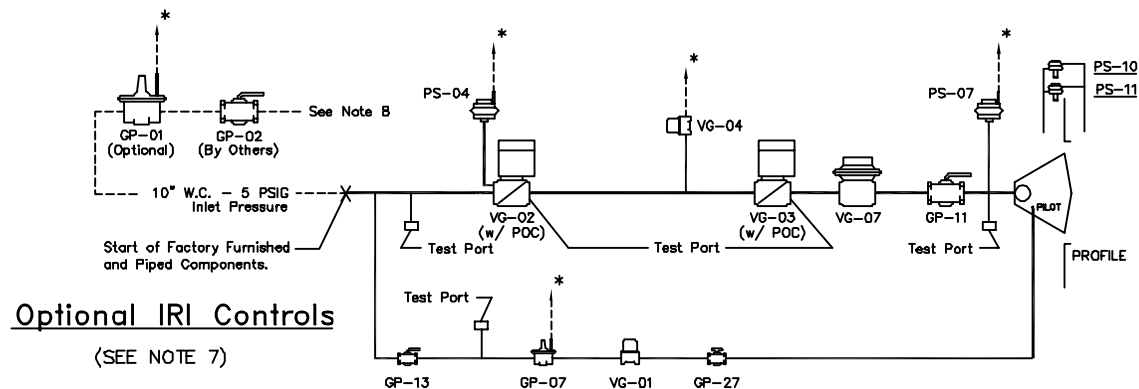 *
*
*
*
PS-10
PS-11
PS-04
PS-07
VG-04
See Note B
GP-01
(Optional)
GP-02
(By Others)
10" W.C. - 5 PSIG
Inlet Pressure
VG-02
(w/ POC)
VG-03
(w/ POC)
VG-07
GP-11
PILOT
Start of Factory Furnished
and Piped Components.
Test Port
Test Port
Test Port
PROFILE
Optional IRI Controls
(SEE NOTE 7)
Test Port
*
GP-13
GP-07
VG-01
GP-27